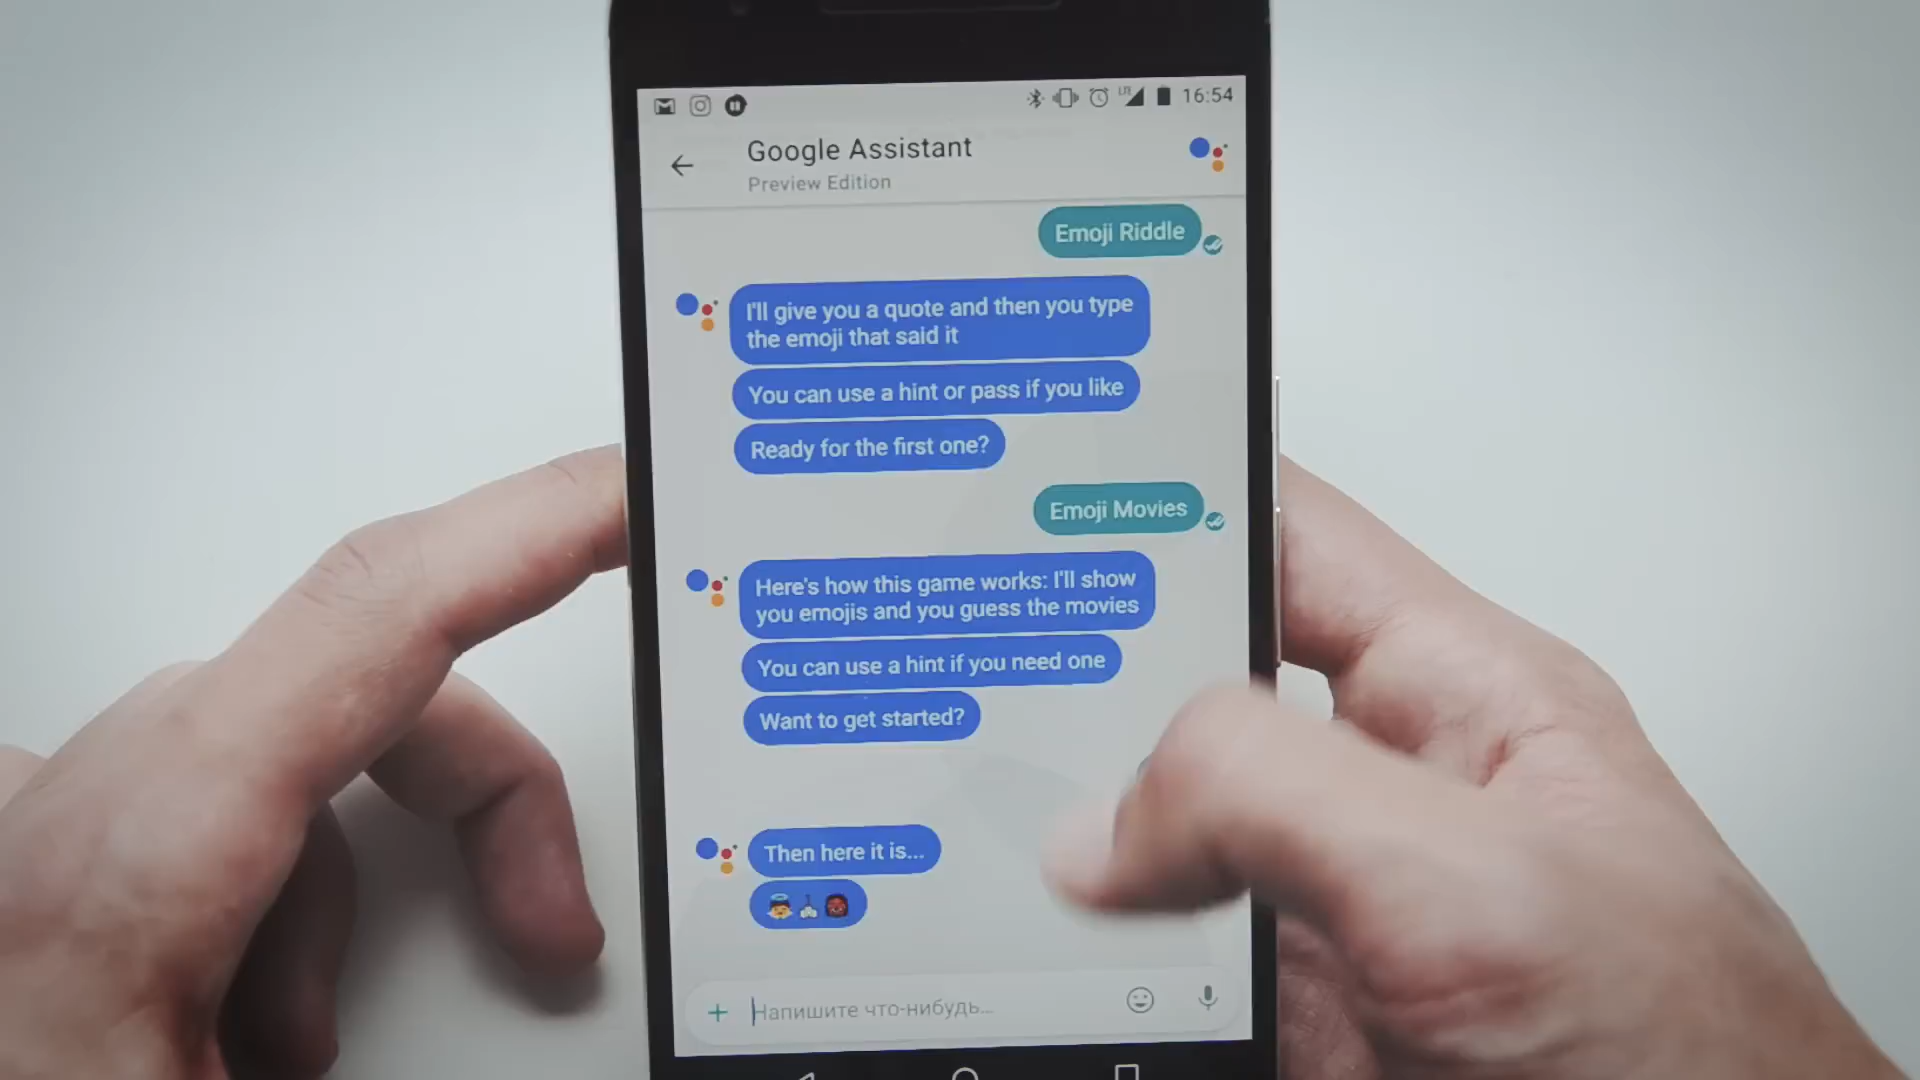 LTE 16:54
Google Assistant
Preview Edition
Emoji Riddle
I'll give you a quote and then you type
the emoji that said it
You can use a hint or pass if you like
Ready for the first one?
Emoji Movies
Here's how this game works: I'll show
you emojis and you guess the movies
You can use a hint if you need one
Want to get started?
Then here it is...
Напишите что-нибудь...